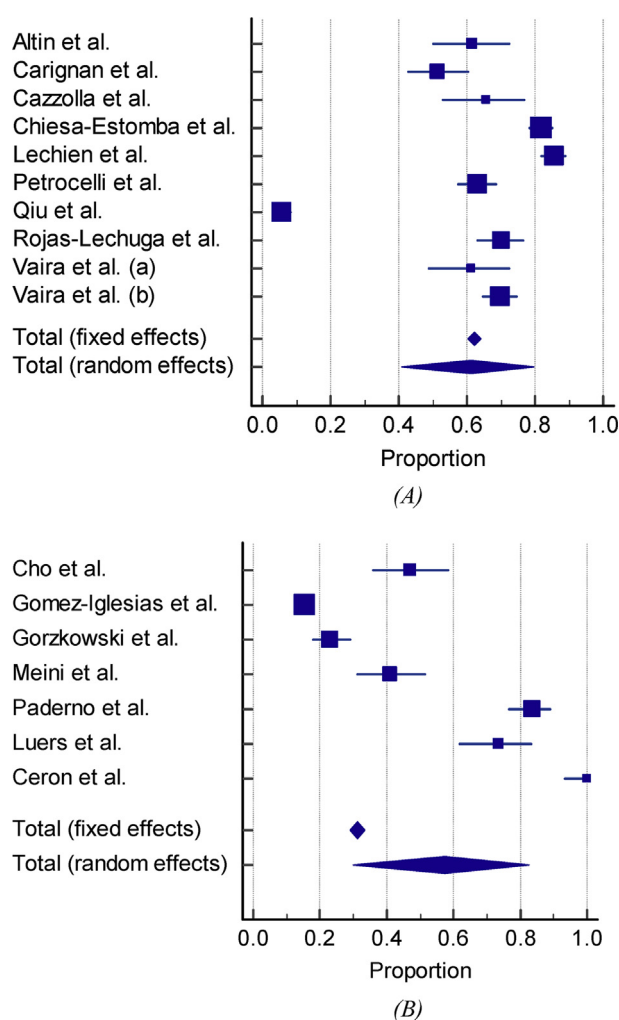 Altin et al.
Carignan et al.
Cazzolla et al.
Chiesa-Estomba et al.
Lechien et al.
Petrocelli et al.
Qiu et al.
Rojas-Lechuga et al.
Vaira et al. (a)
Vaira et al. (b)
Total (fixed effects)
Total (random effects)
0.0 0.2 0.4 0.6 0.8 1.0
Proportion
(A)
Cho et al.
Gomez-Iglesias et al.
Gorzkowski et al.
Meini et al.
Paderno et al.
Luers et al.
Ceron et al.
Total (fixed effects)
Total (random effects)
0.0 0.2 0.4 0.6 0.8 1.0
Proportion
(B)